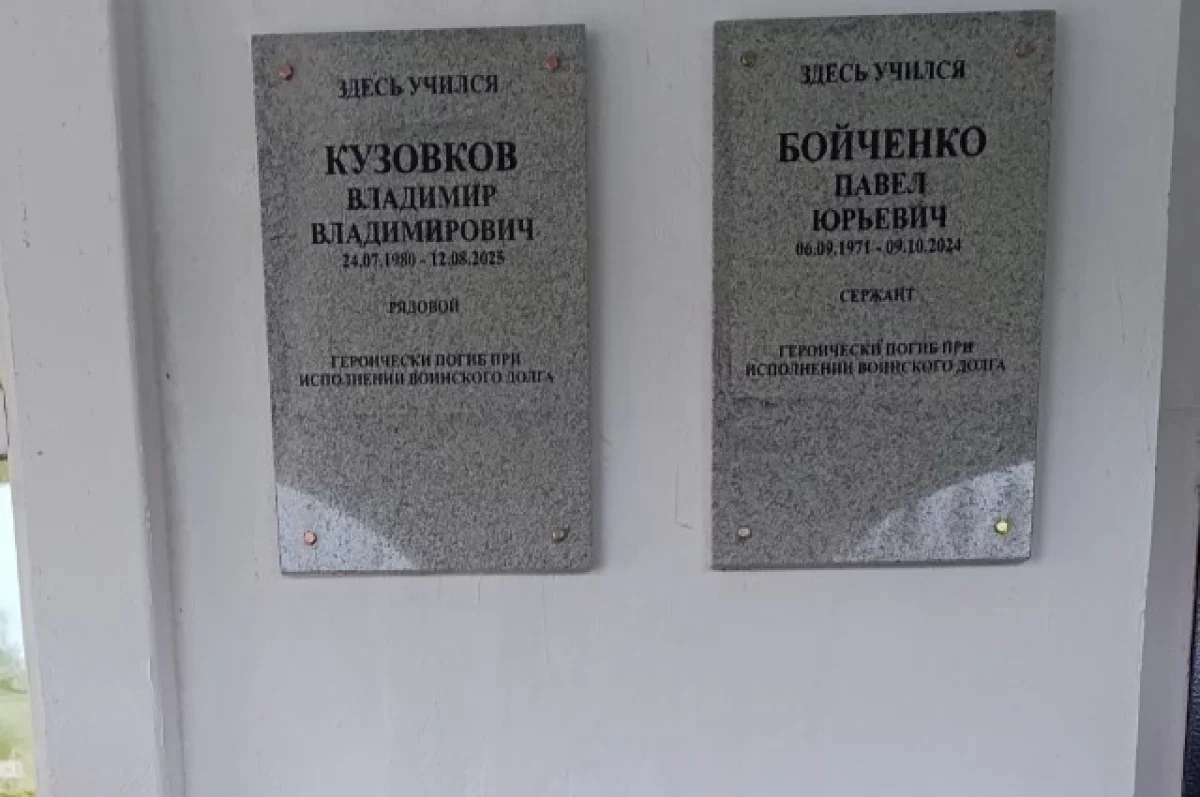 ЗДЕСЬ УЧИЛСЯ
КУЗОВКОВ
ВЛАДИМИР
ВЛАДИМИРОВИЧ
24.07.1980 - 12.08.2025
РЯДОВОЙ
ГЕРОИЧЕСКИ ПОГИБ ПРИ
ИСПОЛНЕНИИ ВОИНСКОГО ДОЛГА
ЗДЕСЬ УЧИЛСЯ
БОЙЧЕНКО
ПАВЕЛ
ЮРЬЕВИЧ
06.09.1971 - 09.10.2024
СЕРЖАНТ
ГЕРОИЧЕСКИ ПОГИБ ПРИ
ИСПОЛНЕНИИ ВОИНСКОГО ДОЛГА